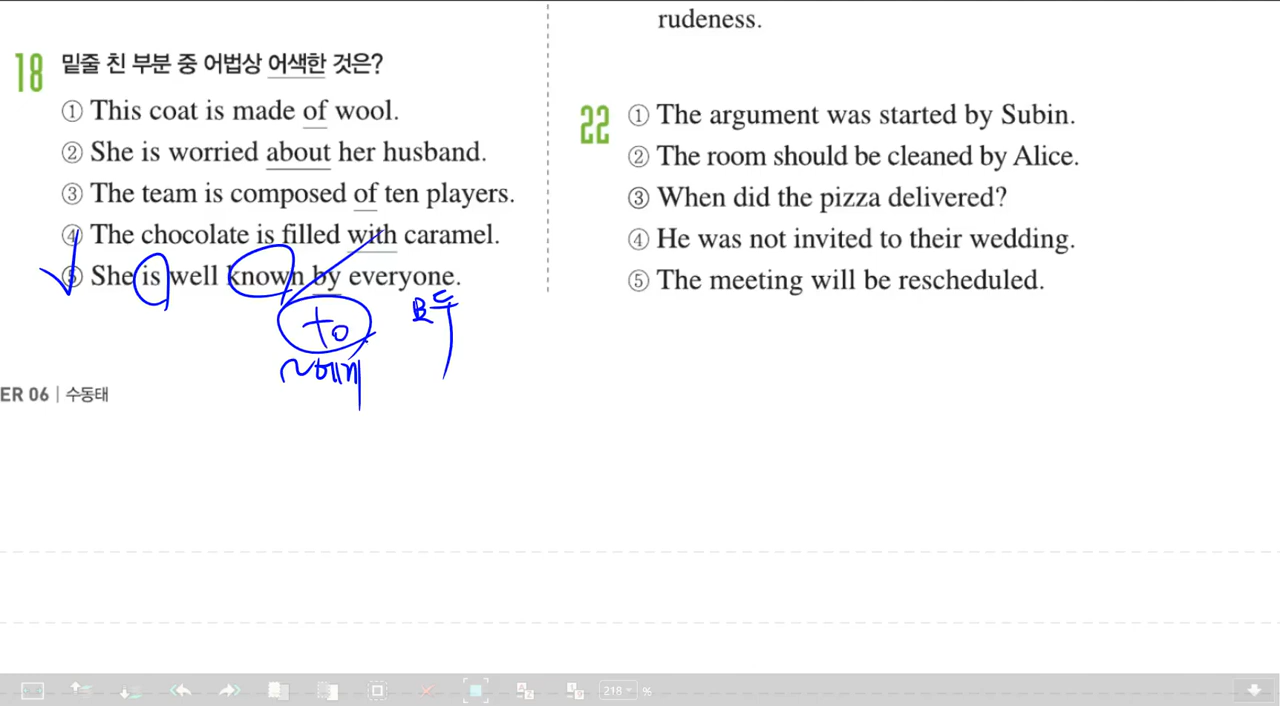 18 밑줄 친 부분 중 어법상 어색한 것은?
① This coat is made of wool.
② She is worried about her husband.
③ The team is composed of ten players.
④ The chocolate is filled with caramel.
⑤ She is well known by everyone.
to
~에게
모두
ER 06 | 수동태
rudeness.
22 ① The argument was started by Subin.
② The room should be cleaned by Alice.
③ When did the pizza delivered?
④ He was not invited to their wedding.
⑤ The meeting will be rescheduled.
218 %